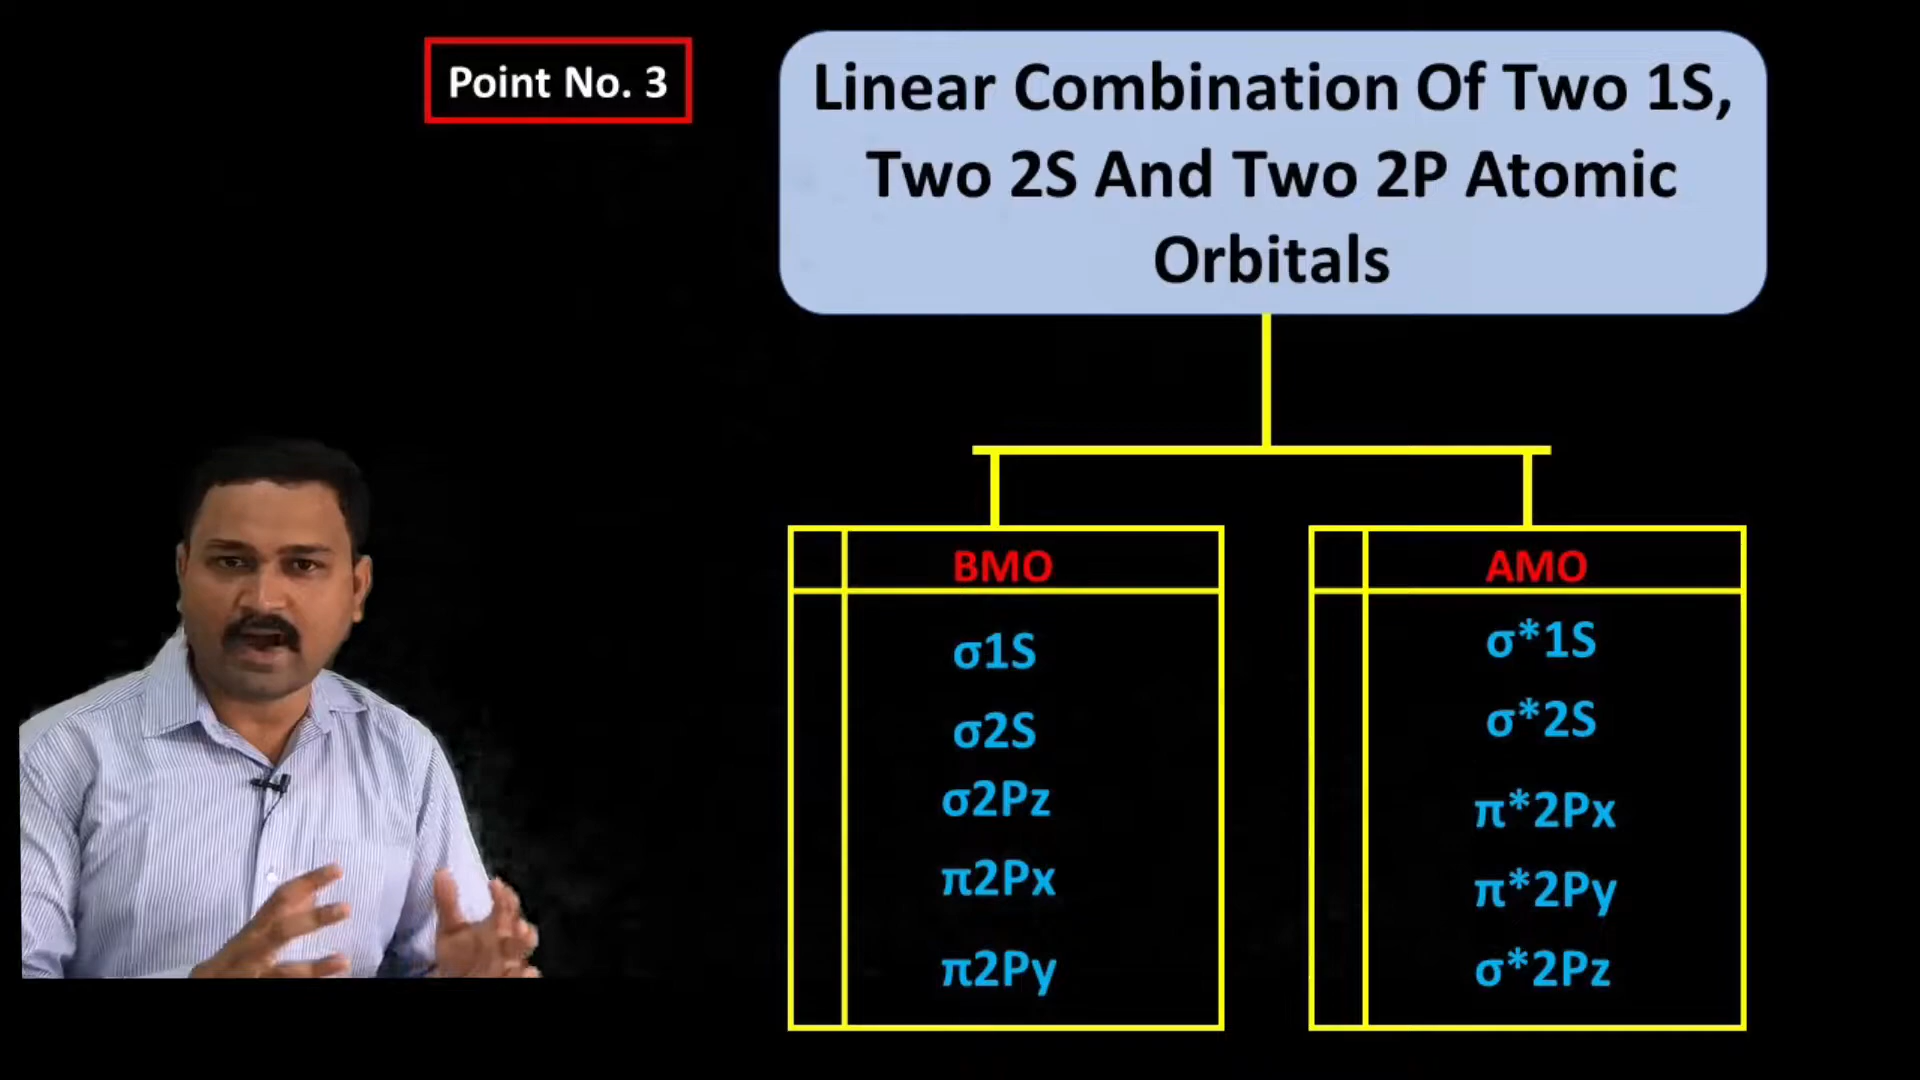 Point No. 3
Linear Combination Of Two 1S,
Two 2S And Two 2P Atomic
Orbitals
BMO
σ1S
σ2S
σ2Pz
π2Px
π2Py
AMO
σ*1S
σ*2S
π*2Px
π*2Py
σ*2Pz